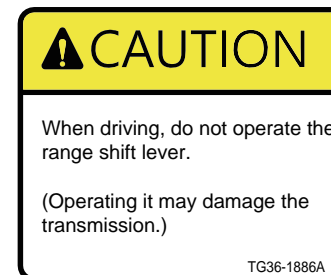 CAUTION
When driving, do not operate the
range shift lever.
(Operating it may damage the
transmission.)
TG36-1886A